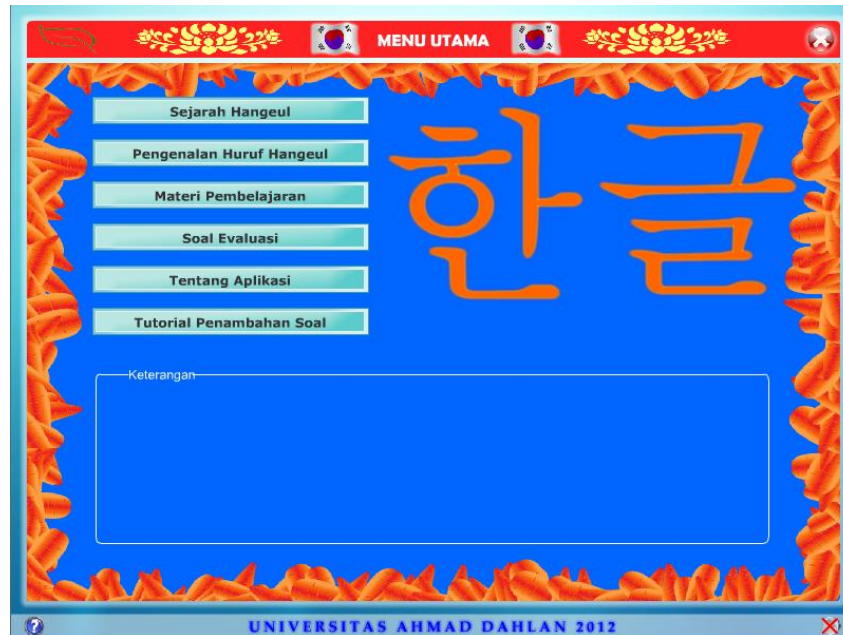 MENU UTAMA
Sejarah Hangeul
Pengenalan Huruf Hangeul
Materi Pembelajaran
Soal Evaluasi
Tentang Aplikasi
Tutorial Penambahan Soal
한글
Keterangan
UNIVERSITAS AHMAD DAHLAN 2012